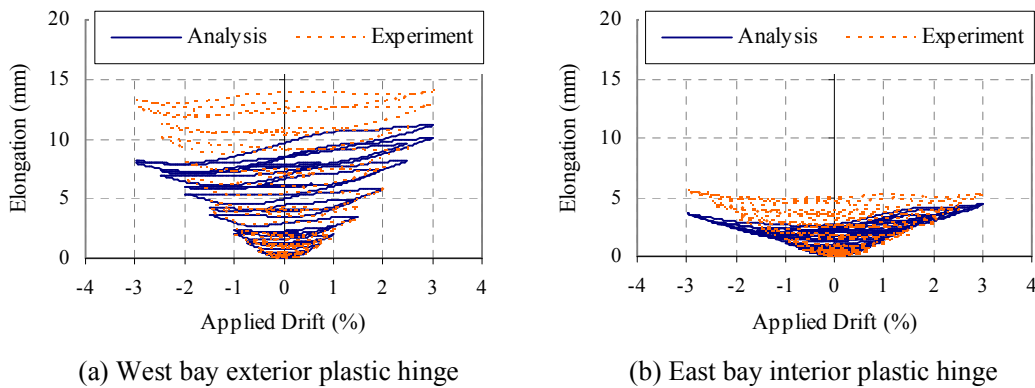 20
15
10
5
0
Elongation (mm)
Analysis
Experiment
-4 -3 -2 -1 0 1 2 3 4
Applied Drift (%)
(a) West bay exterior plastic hinge
20
15
10
5
0
Elongation (mm)
Analysis
Experiment
-4 -3 -2 -1 0 1 2 3 4
Applied Drift (%)
(b) East bay interior plastic hinge